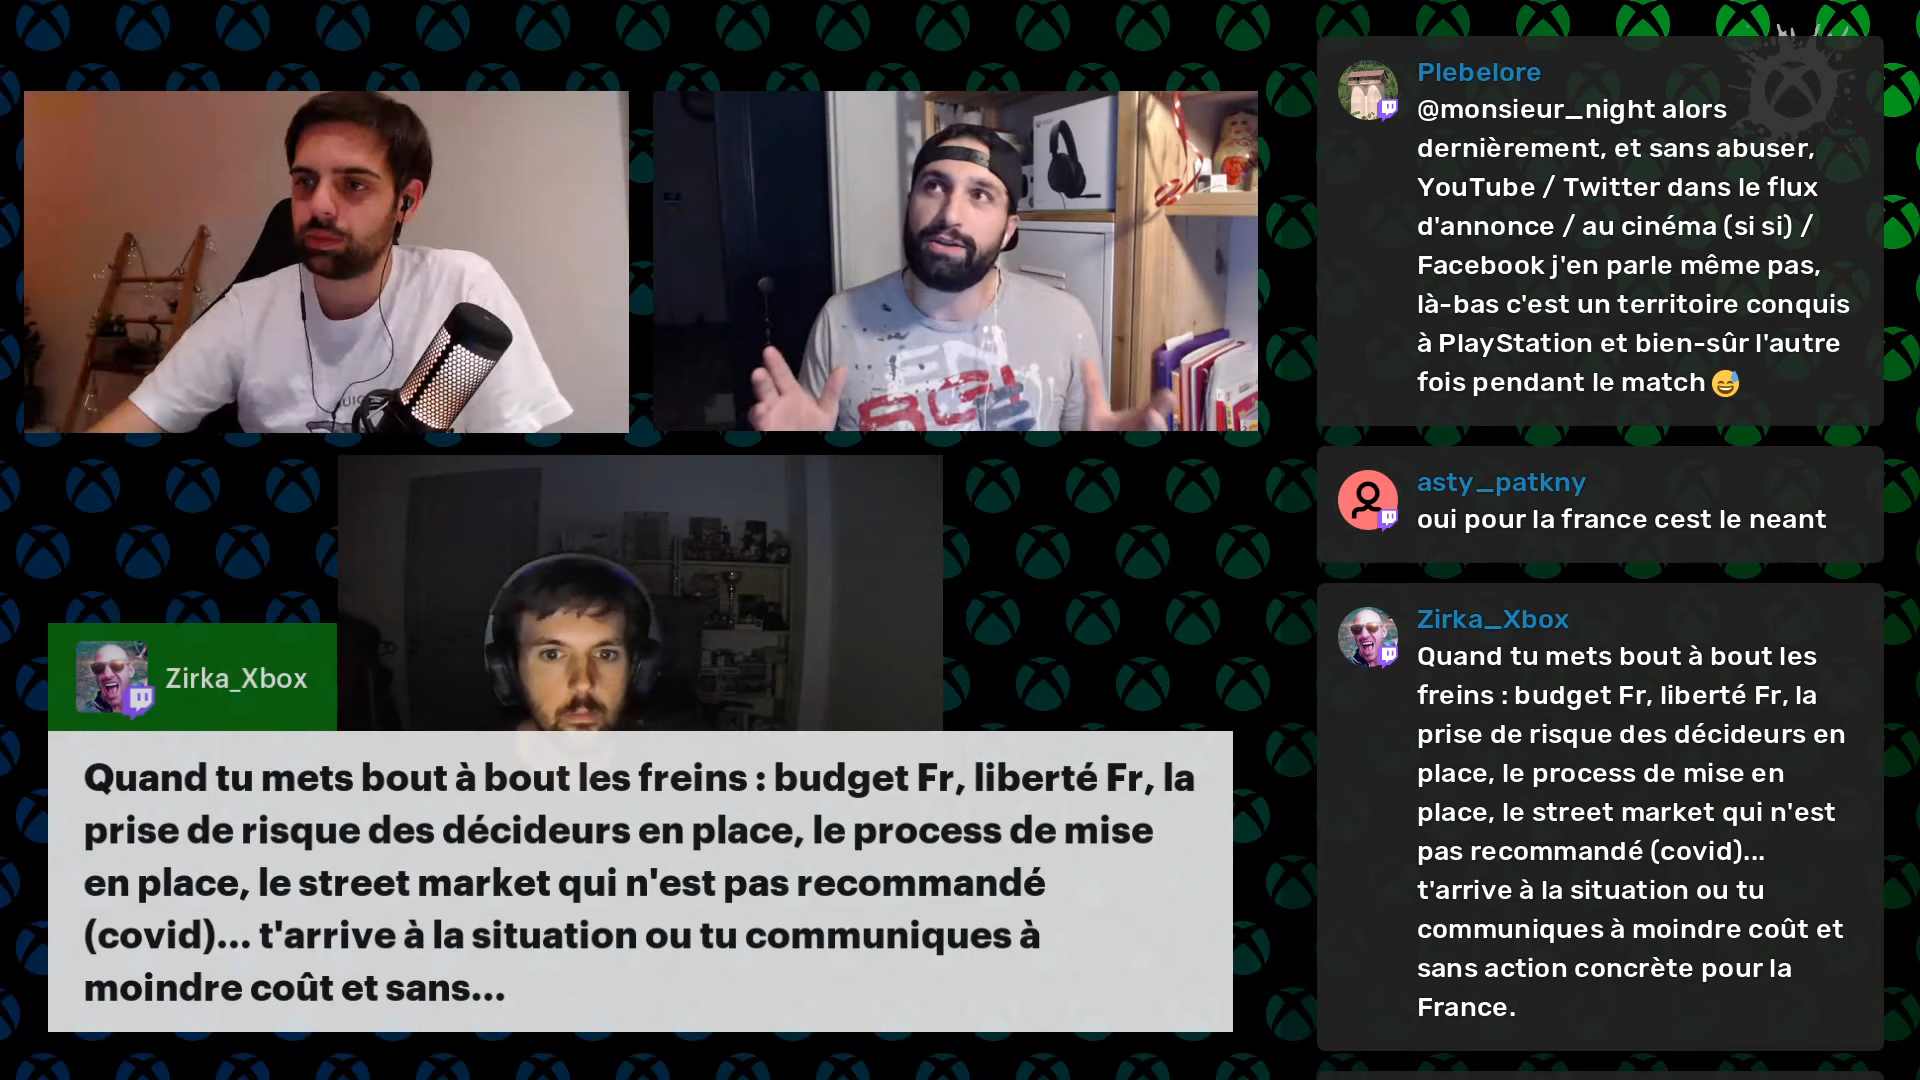 Plebelore
@monsieur_night alors
dernièrement, et sans abuser,
YouTube / Twitter dans le flux
d'annonce / au cinéma (si si) /
Facebook j'en parle même pas,
là-bas c'est un territoire conquis
à PlayStation et bien-sûr l'autre
fois pendant le match 😅
asty_patkny
oui pour la france cest le neant
Zirka_Xbox
Quand tu mets bout à bout les
freins : budget Fr, liberté Fr, la
prise de risque des décideurs en
place, le process de mise en
place, le street market qui n'est
pas recommandé (covid)...
t'arrive à la situation ou tu
communiques à moindre coût et
sans action concrète pour la
France.
Zirka_Xbox
Quand tu mets bout à bout les freins : budget Fr, liberté Fr, la
prise de risque des décideurs en place, le process de mise
en place, le street market qui n'est pas recommandé
(covid)... t'arrive à la situation ou tu communiques à
moindre coût et sans...